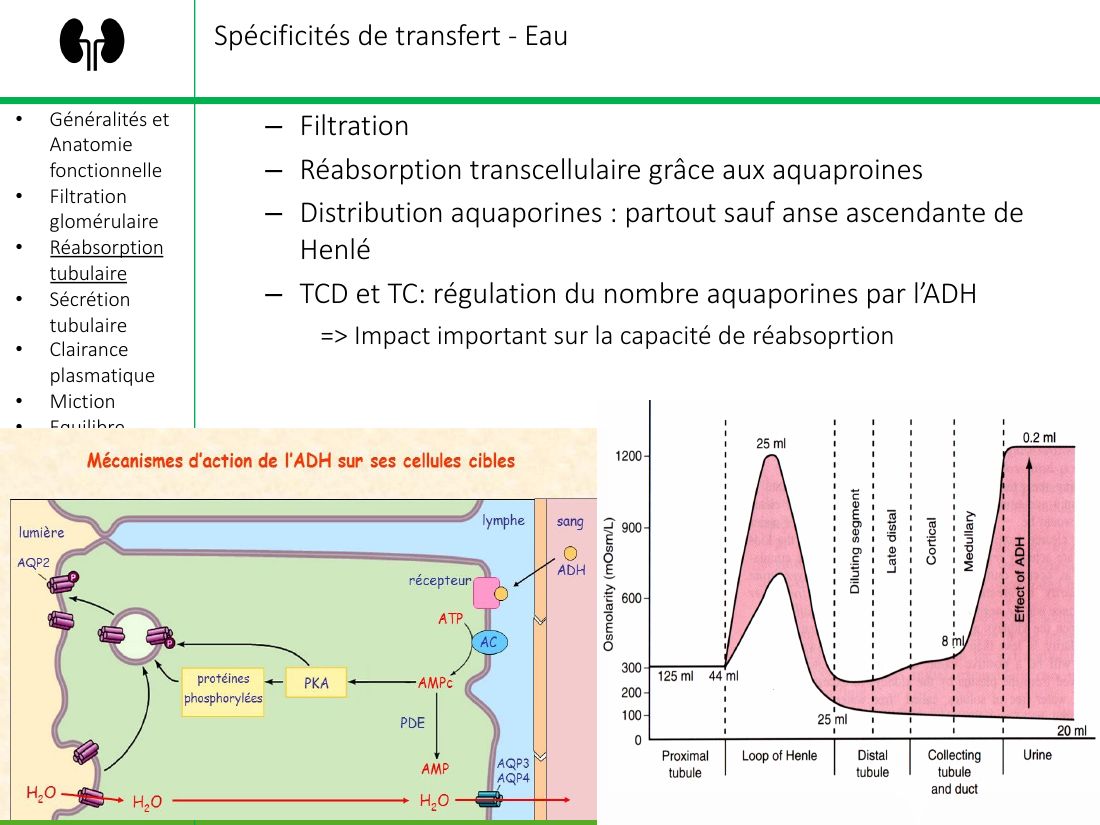 Spécificités de transfert - Eau
• Généralités et
Anatomie
fonctionnelle
• Filtration
glomérulaire
• Réabsorption
tubulaire
• Sécrétion
tubulaire
• Clairance
plasmatique
• Miction
• Equilibre
– Filtration
– Réabsorption transcellulaire grâce aux aquaproines
– Distribution aquaporines : partout sauf anse ascendante de
Henlé
– TCD et TC: régulation du nombre aquaporines par l’ADH
=> Impact important sur la capacité de réabsoprtion
Mécanismes d'action de l'ADH sur ses cellules cibles
lumière
lymphe
sang
AQP2
P
récepteur
ADH
ATP
AC
P
protéines
phosphorylées
PKA
AMPc
PDE
AMP
AQP3
AQP4
H2O
H2O
H2O
Osmolarity (mOsm/L)
1200
900
600
300
200
100
0
25 ml
0.2 ml
Diluting segment
Late distal
Cortical
Medullary
Effect of ADH
8 ml
125 ml
44 ml
25 ml
20 ml
Proximal
tubule
Loop of Henle
Distal
tubule
Collecting
tubule
and duct
Urine